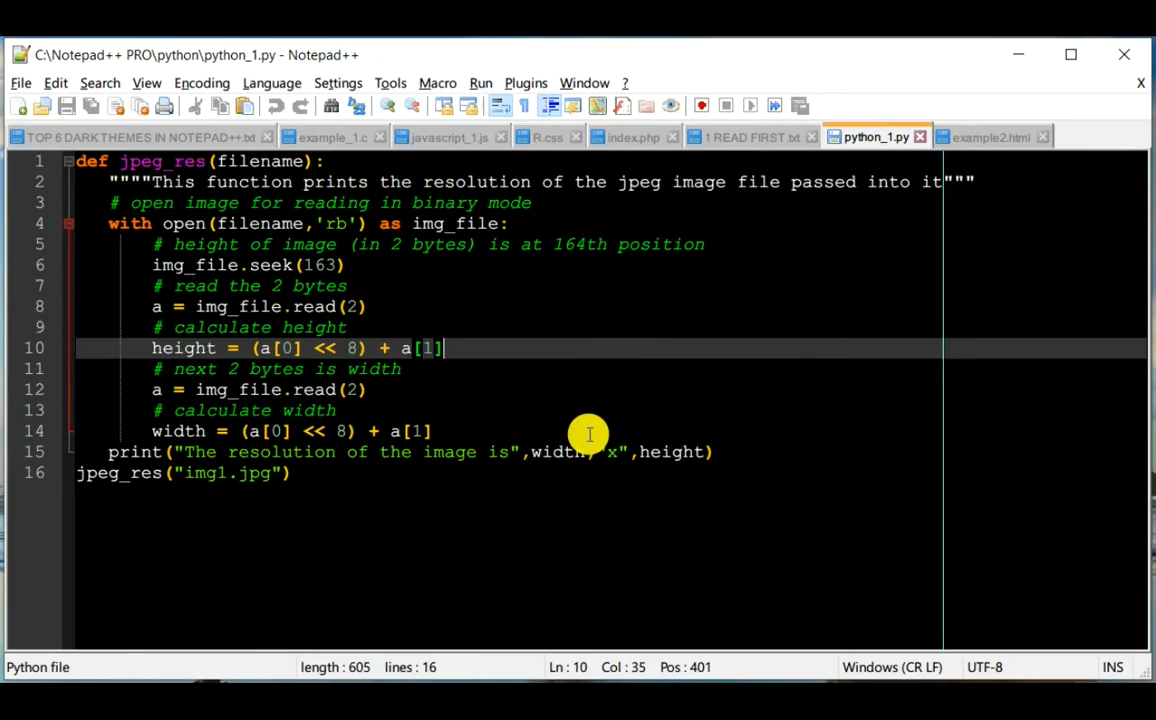 C:\Notepad++ PRO\python\python_1.py - Notepad++
File Edit Search View Encoding Language Settings Tools Macro Run Plugins Window ? X
TOP 6 DARK THEMES IN NOTEPAD++.txt example_1.c javascript_1.js R.css index.php 1 READ FIRST.txt python_1.py example2.html
1 def jpeg_res(filename):
2 """"This function prints the resolution of the jpeg image file passed into it"""
3 # open image for reading in binary mode
4 with open(filename,'rb') as img_file:
5 # height of image (in 2 bytes) is at 164th position
6 img_file.seek(163)
7 # read the 2 bytes
8 a = img_file.read(2)
9 # calculate height
10 height = (a[0] << 8) + a[1]
11 # next 2 bytes is width
12 a = img_file.read(2)
13 # calculate width
14 width = (a[0] << 8) + a[1]
15 print("The resolution of the image is",width,"x",height)
16 jpeg_res("img1.jpg")
Python file length : 605 lines : 16 Ln : 10 Col : 35 Pos : 401 Windows (CR LF) UTF-8 INS